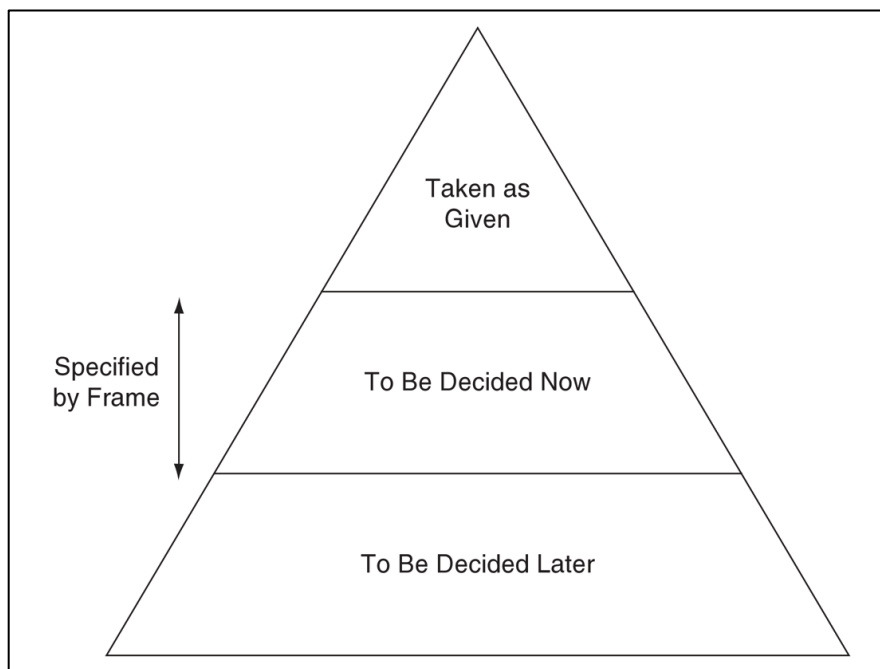 Taken as
Given
Specified
by Frame
To Be Decided Now
To Be Decided Later